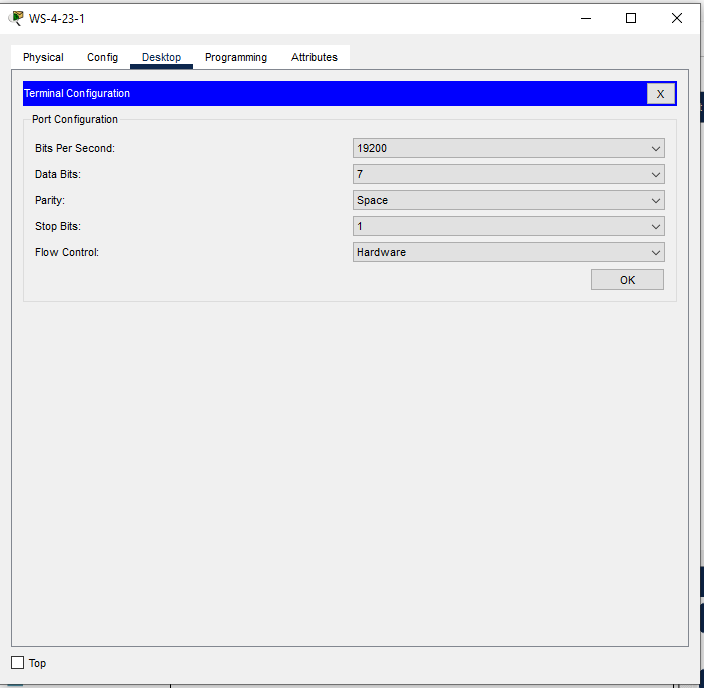 WS-4-23-1
Physical Config Desktop Programming Attributes
Terminal Configuration X
Port Configuration
Bits Per Second: 19200
Data Bits: 7
Parity: Space
Stop Bits: 1
Flow Control: Hardware
OK
Top